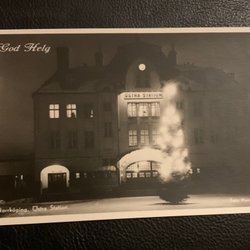 God Helg
ÖSTRA STATION
Norrköping, Östra Station